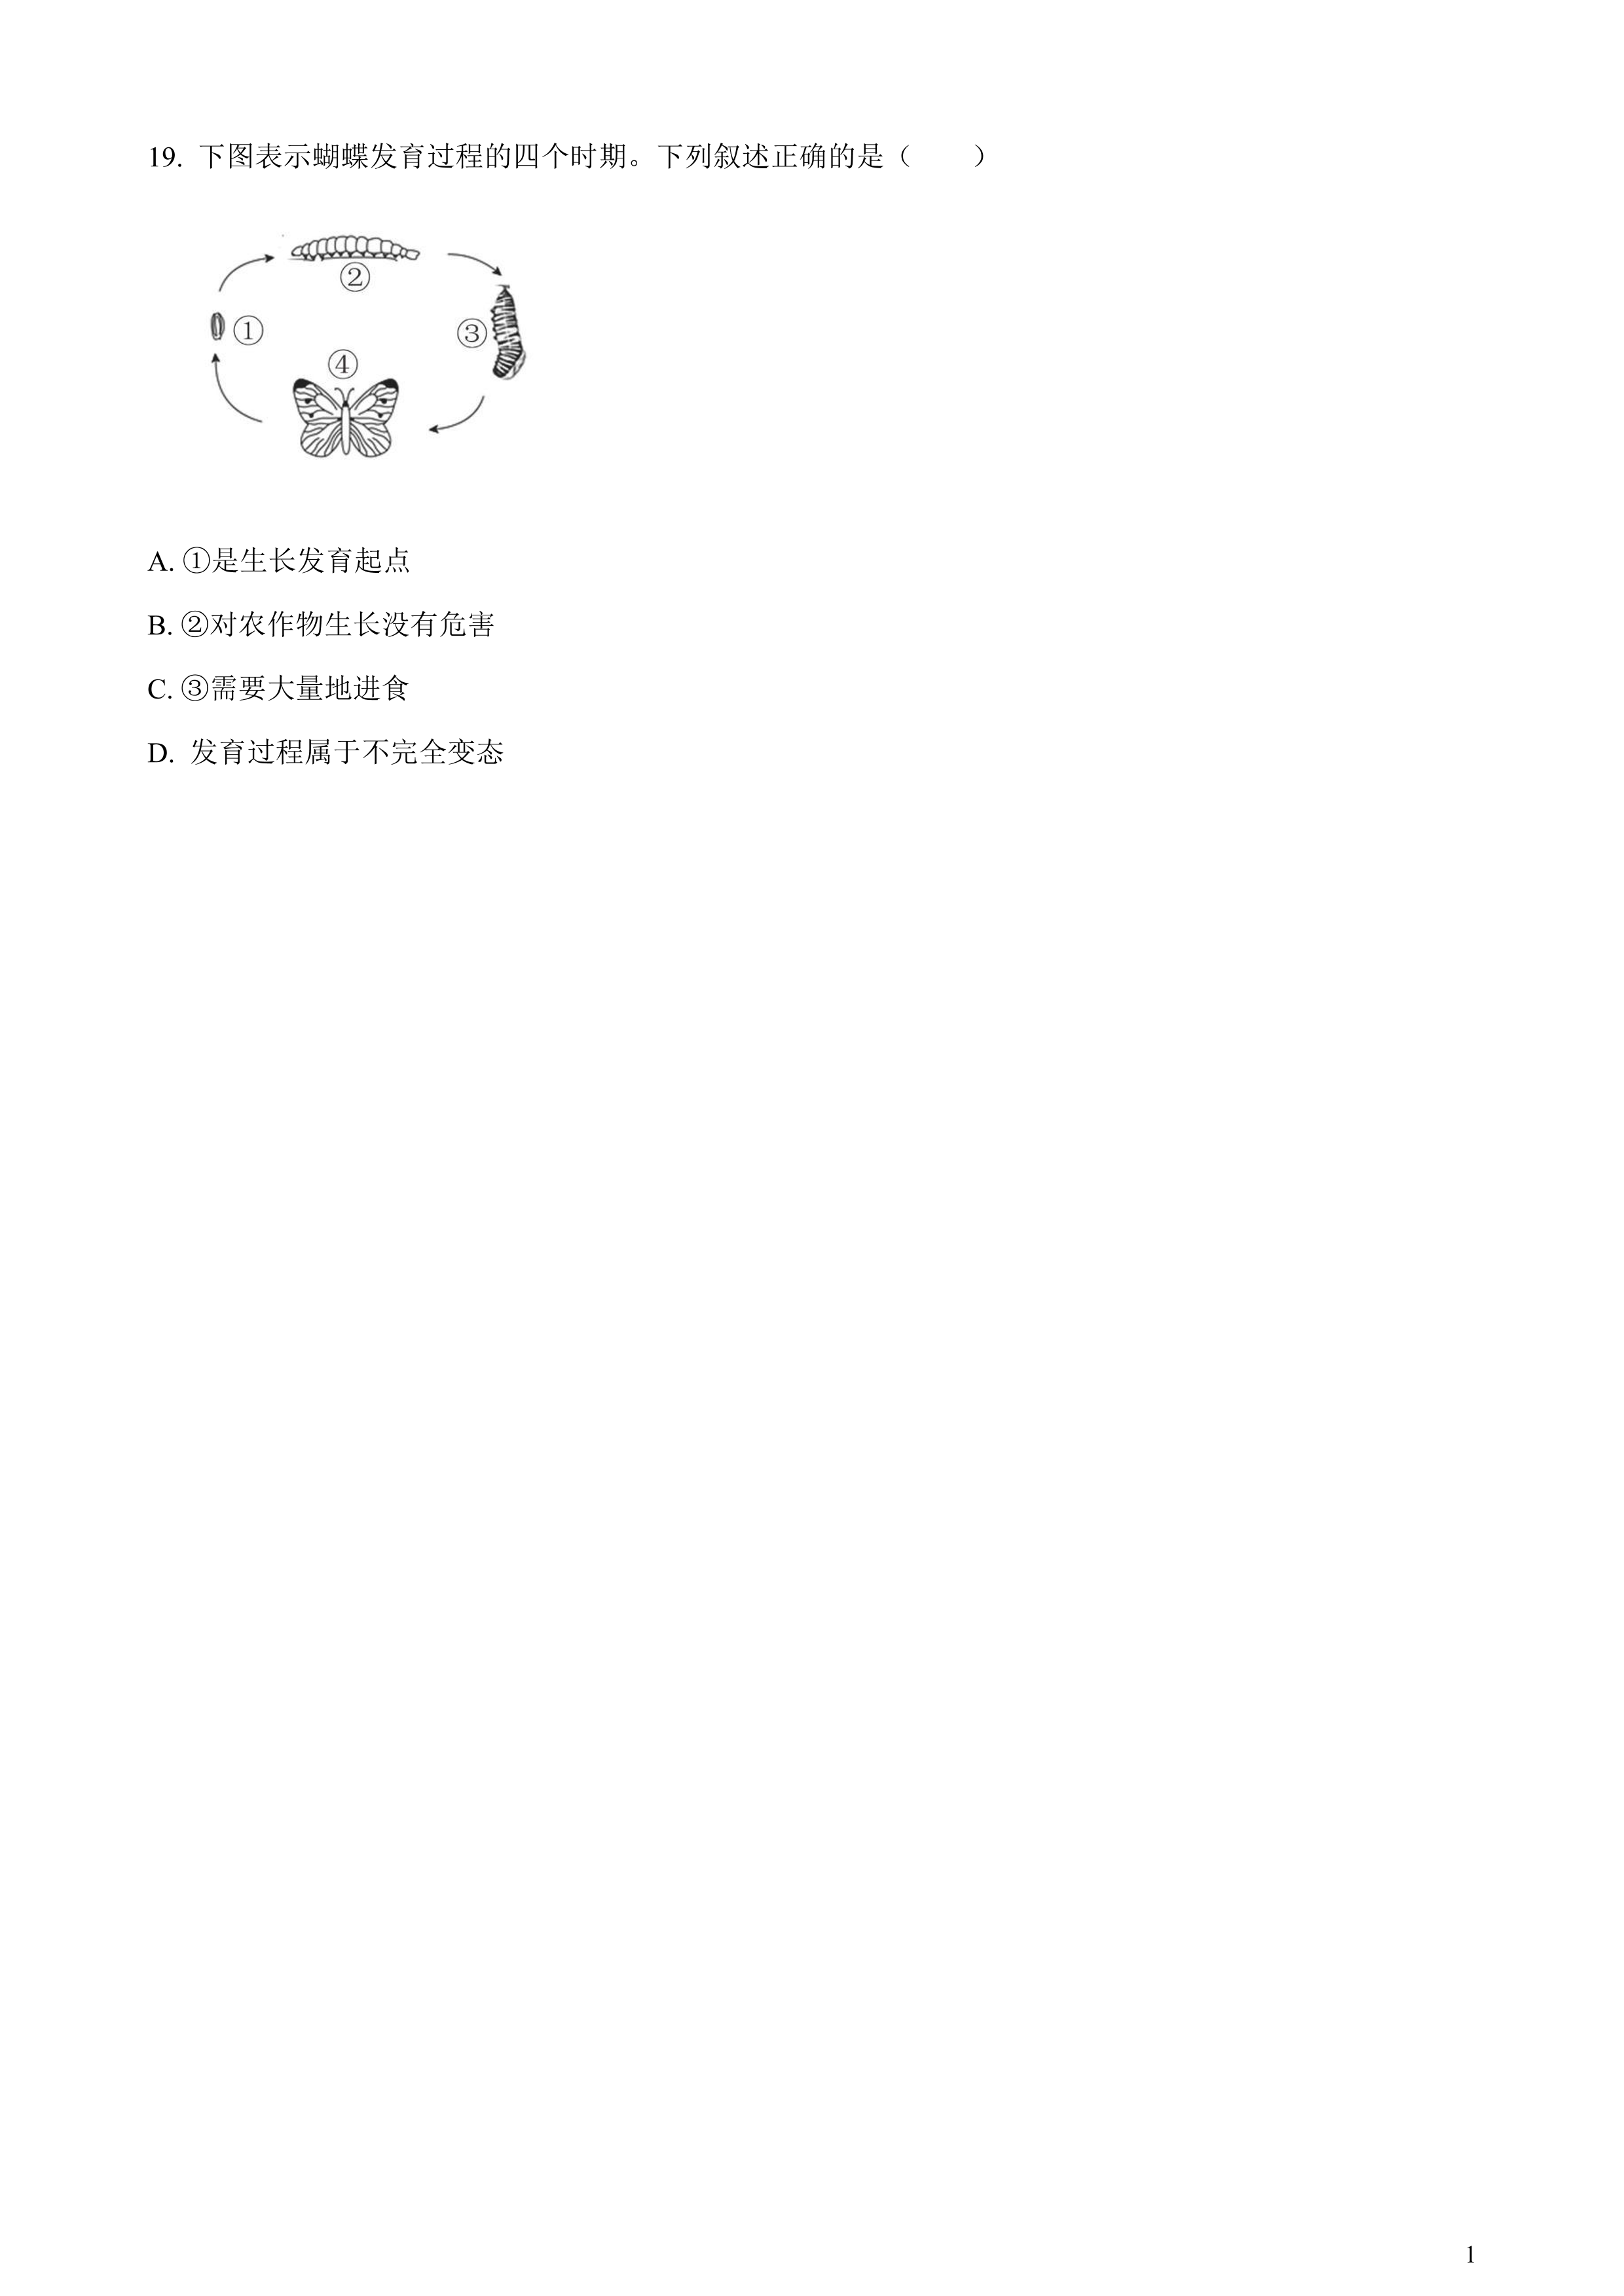 19. 下图表示蝴蝶发育过程的四个时期。下列叙述正确的是（　　）
②
①
③
④
A. ①是生长发育起点
B. ②对农作物生长没有危害
C. ③需要大量地进食
D. 发育过程属于不完全变态
1